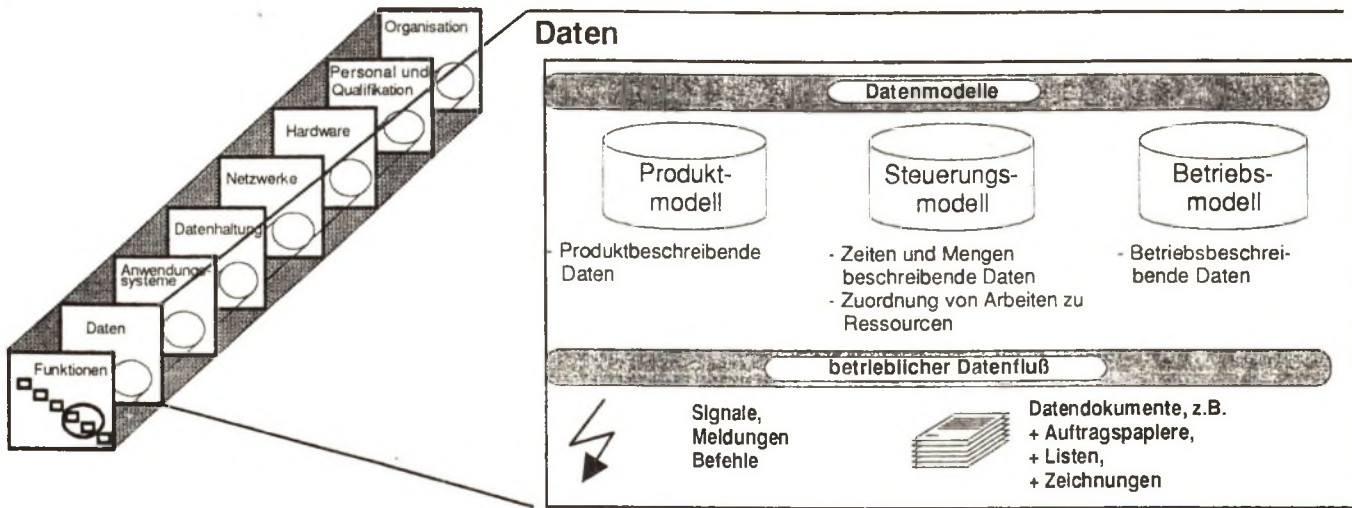 Organisation
Personal und
Qualifikation
Hardware
Netzwerke
Datenhaltung
Anwendungs-
systeme
Daten
Funktionen
Daten
Datenmodelle
Produkt-
modell
- Produktbeschreibende
Daten
Steuerungs-
modell
- Zeiten und Mengen
beschreibende Daten
- Zuordnung von Arbeiten zu
Ressourcen
Betriebs-
modell
- Betriebsbeschrei-
bende Daten
betrieblicher Datenfluß
Signale,
Meldungen
Befehle
Datendokumente, z.B.
+ Auftragspapiere,
+ Listen,
+ Zeichnungen